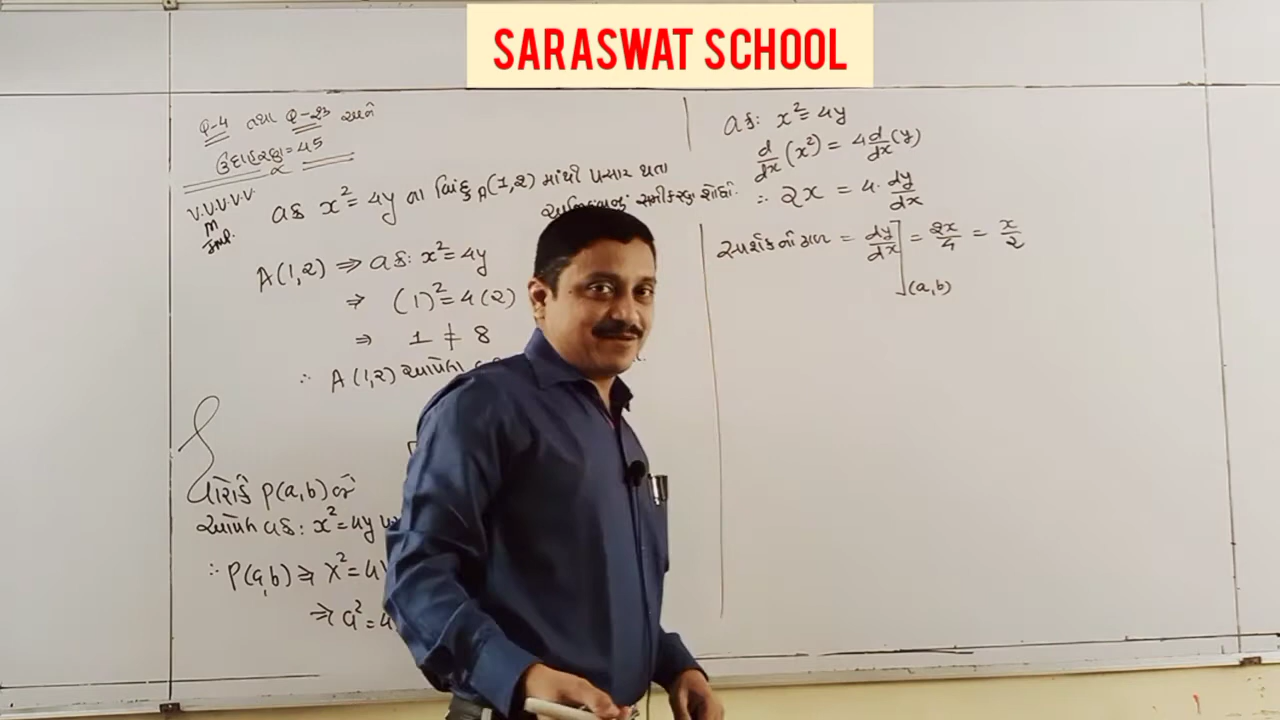 SARASWAT SCHOOL
Q-4 તથા Q-23 અને
ઉદાહરણ = 45
V.V.V.V.V
m
Imp.
વક્ર x² = 4y ના બિંદુ A(1,2) માંથી પસાર થતા
અભિલંબનું સમીકરણ શોધો.
A(1,2) ⇒ વક્ર: x² = 4y
⇒ (1)² = 4(2)
⇒ 1 ≠ 8
∴ A(1,2) આપેલા
ધારોકે P(a,b) એ
આપેલ વક્ર: x² = 4y
∴ P(a,b) ⇒ x² = 4
⇒ a² = 4
વક્ર: x² = 4y
d/dx (x²) = 4 d/dx (y)
∴ 2x = 4. dy/dx
સ્પર્શકનો ઢાળ = dy/dx](a,b) = 2x/4 = x/2